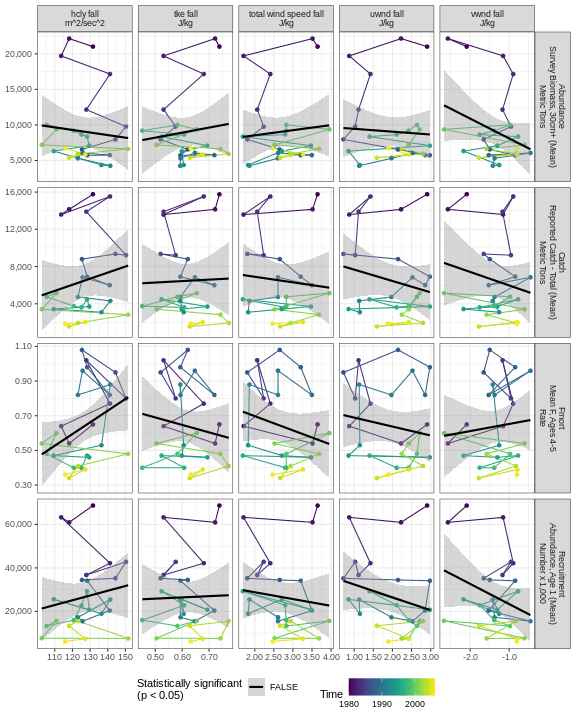 hcly fall
m^2/sec^2
tke fall
J/kg
total wind speed fall
J/kg
uwnd fall
J/kg
vwnd fall
J/kg
20,000
15,000
10,000
5,000
Abundance
Survey Biomass, 30cm+ (Mean)
Metric Tons
16,000
12,000
8,000
4,000
Catch
Reported Catch - Total (Mean)
Metric Tons
1.10
0.90
0.70
0.50
0.30
Fmort
Mean F, Ages 4-5
Rate
60,000
40,000
20,000
Recruitment
Abundance, Age 1 (Mean)
Number x 1,000
110 120 130 140 150
0.50 0.60 0.70
2.00 2.50 3.00 3.50 4.00
1.00 1.50 2.00 2.50 3.00
-2.0 -1.0
Statistically significant
(p < 0.05)
FALSE
Time
1980 1990 2000